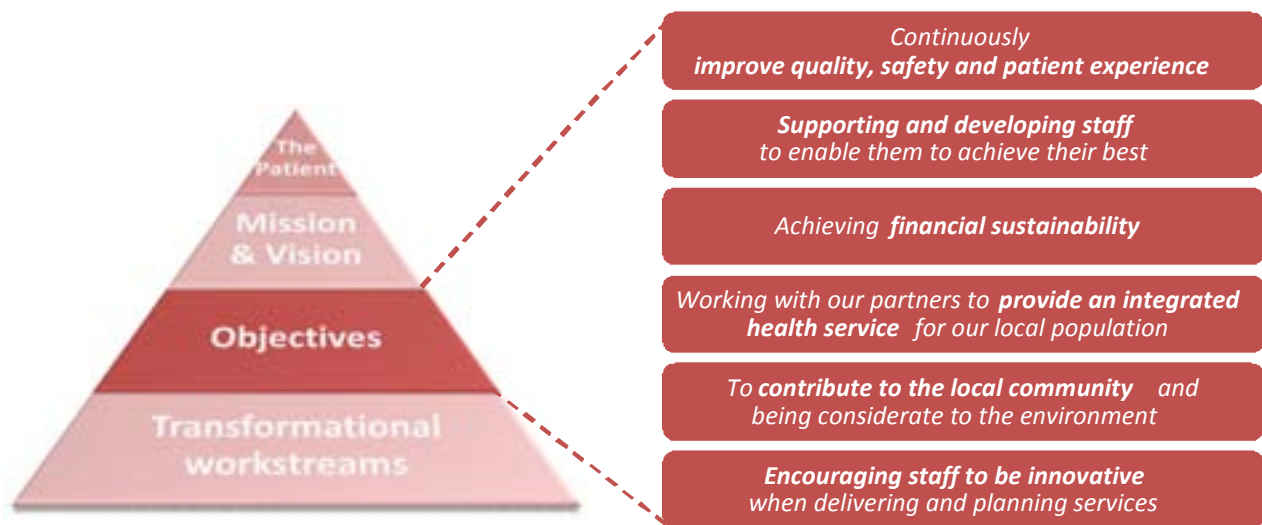 The
Patient
Mission
& Vision
Objectives
Transformational
workstreams
Continuously
improve quality, safety and patient experience
Supporting and developing staff
to enable them to achieve their best
Achieving financial sustainability
Working with our partners to provide an integrated
health service for our local population
To contribute to the local community and
being considerate to the environment
Encouraging staff to be innovative
when delivering and planning services